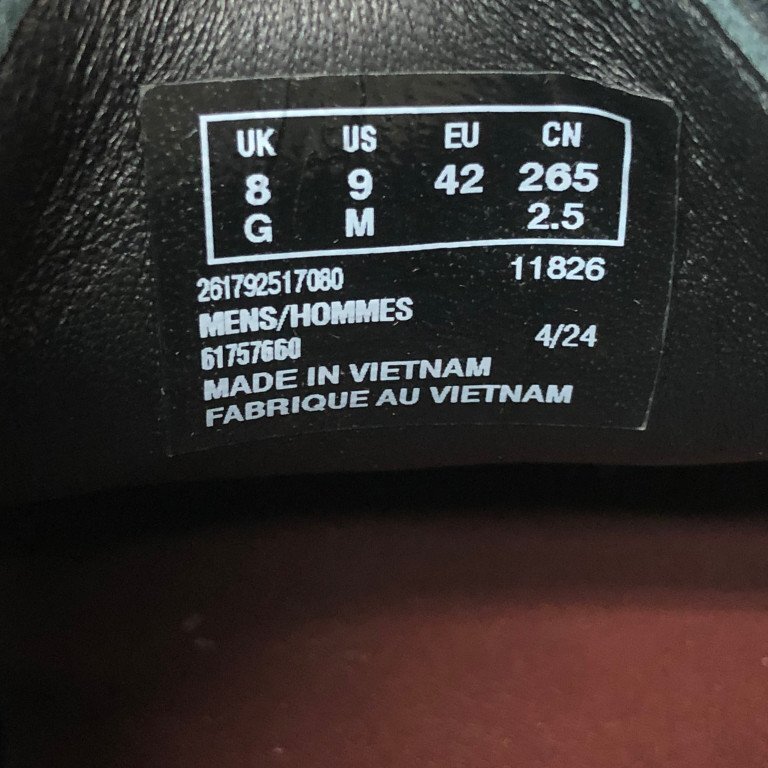 UK US EU CN
8 9 42 265
G M 2.5
261792517080 11826
MENS/HOMMES
61757660 4/24
MADE IN VIETNAM
FABRIQUE AU VIETNAM